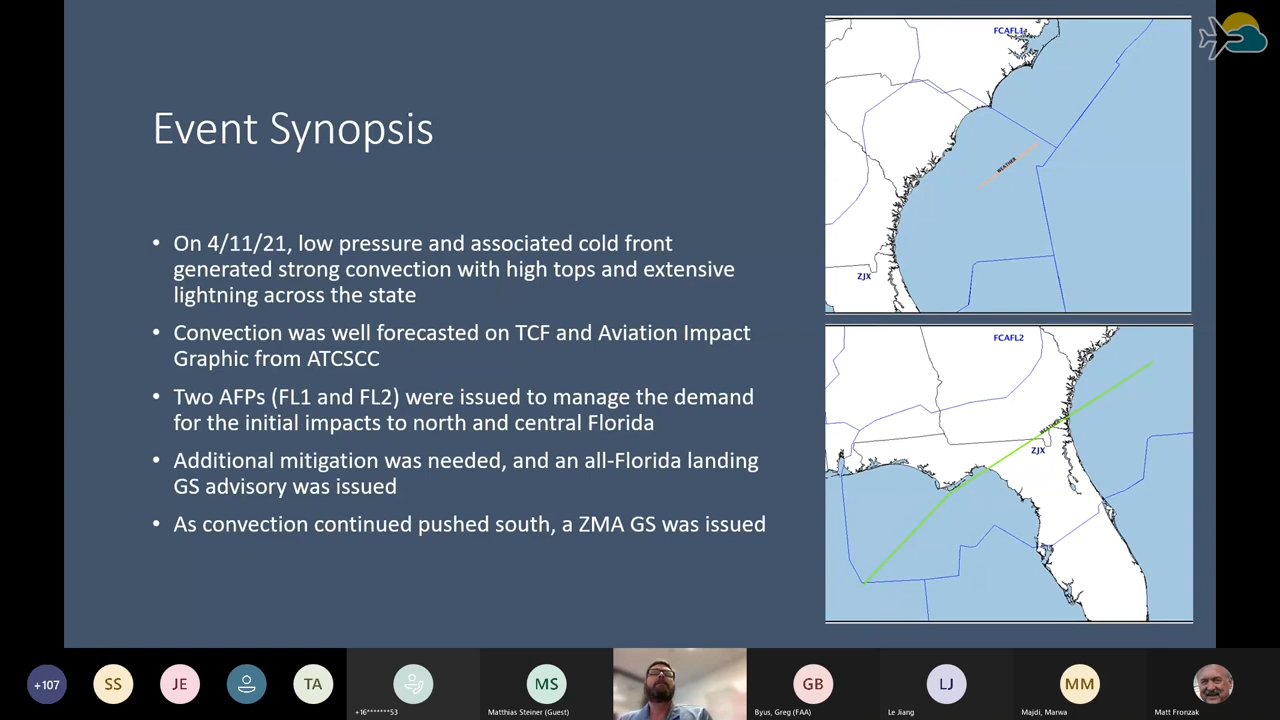 Event Synopsis
• On 4/11/21, low pressure and associated cold front
generated strong convection with high tops and extensive
lightning across the state
• Convection was well forecasted on TCF and Aviation Impact
Graphic from ATCSCC
• Two AFPs (FL1 and FL2) were issued to manage the demand
for the initial impacts to north and central Florida
• Additional mitigation was needed, and an all-Florida landing
GS advisory was issued
• As convection continued pushed south, a ZMA GS was issued
FCAFL1
WEATHER
ZJX
FCAFL2
WEATHER
ZJX
+107
SS
JE
TA
+16*******53
MS
Matthias Steiner (Guest)
GB
Byus, Greg (FAA)
LJ
Le Jiang
MM
Majdi, Marwa
Matt Fronzak